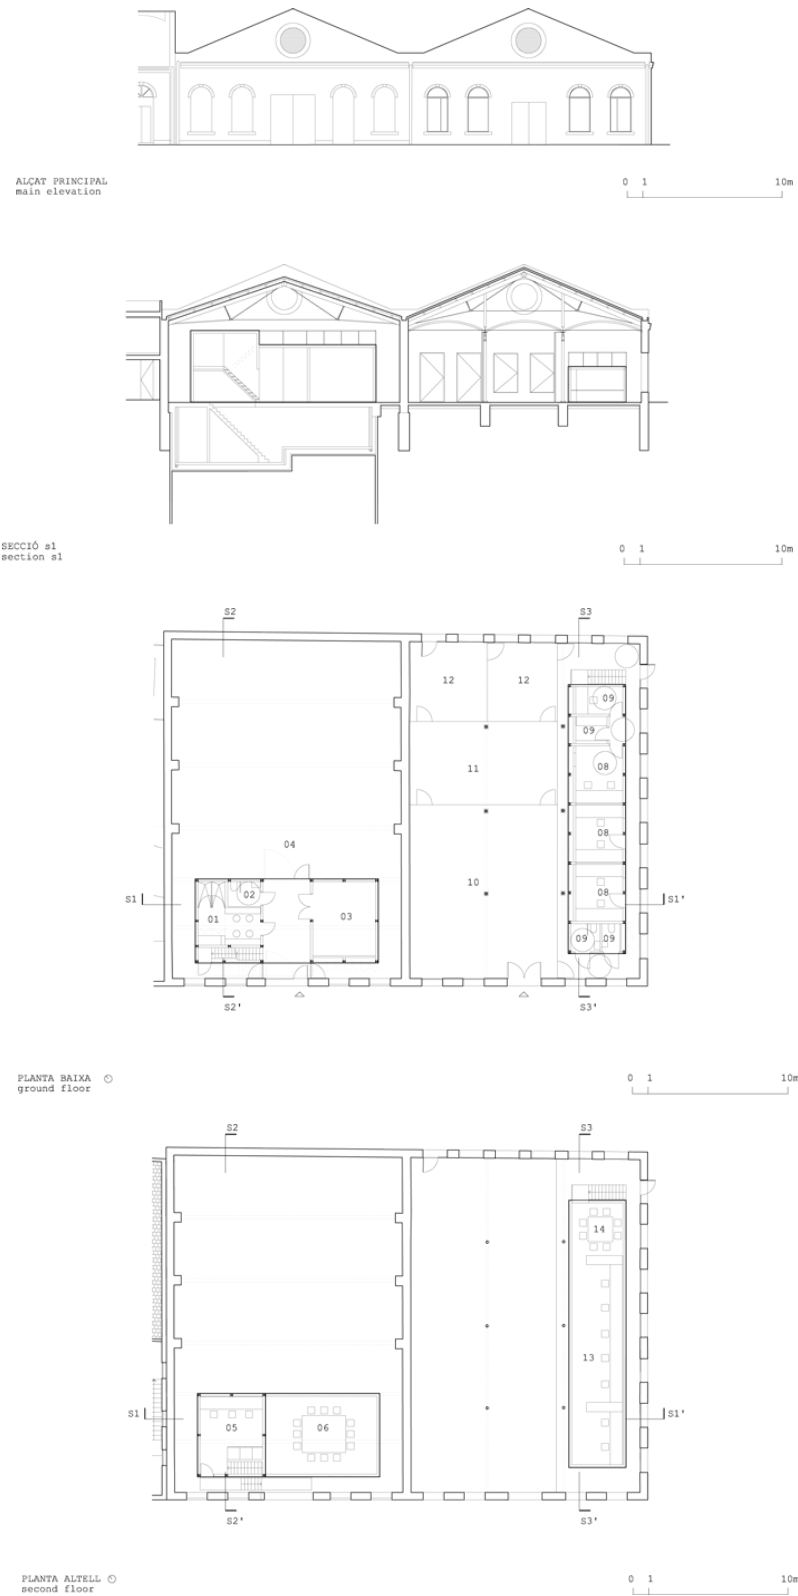 ALÇAT PRINCIPAL
main elevation
0 1 10m
SECCIÓ s1
section s1
0 1 10m
S2 S3
12 12
09
09
11
08
04
08
10
02
S1 S1'
08
01 03
09 09
S2' S3'
PLANTA BAIXA
ground floor
0 1 10m
S2 S3
14
13
S1 S1'
05 06
S2' S3'
PLANTA ALTELL
second floor
0 1 10m